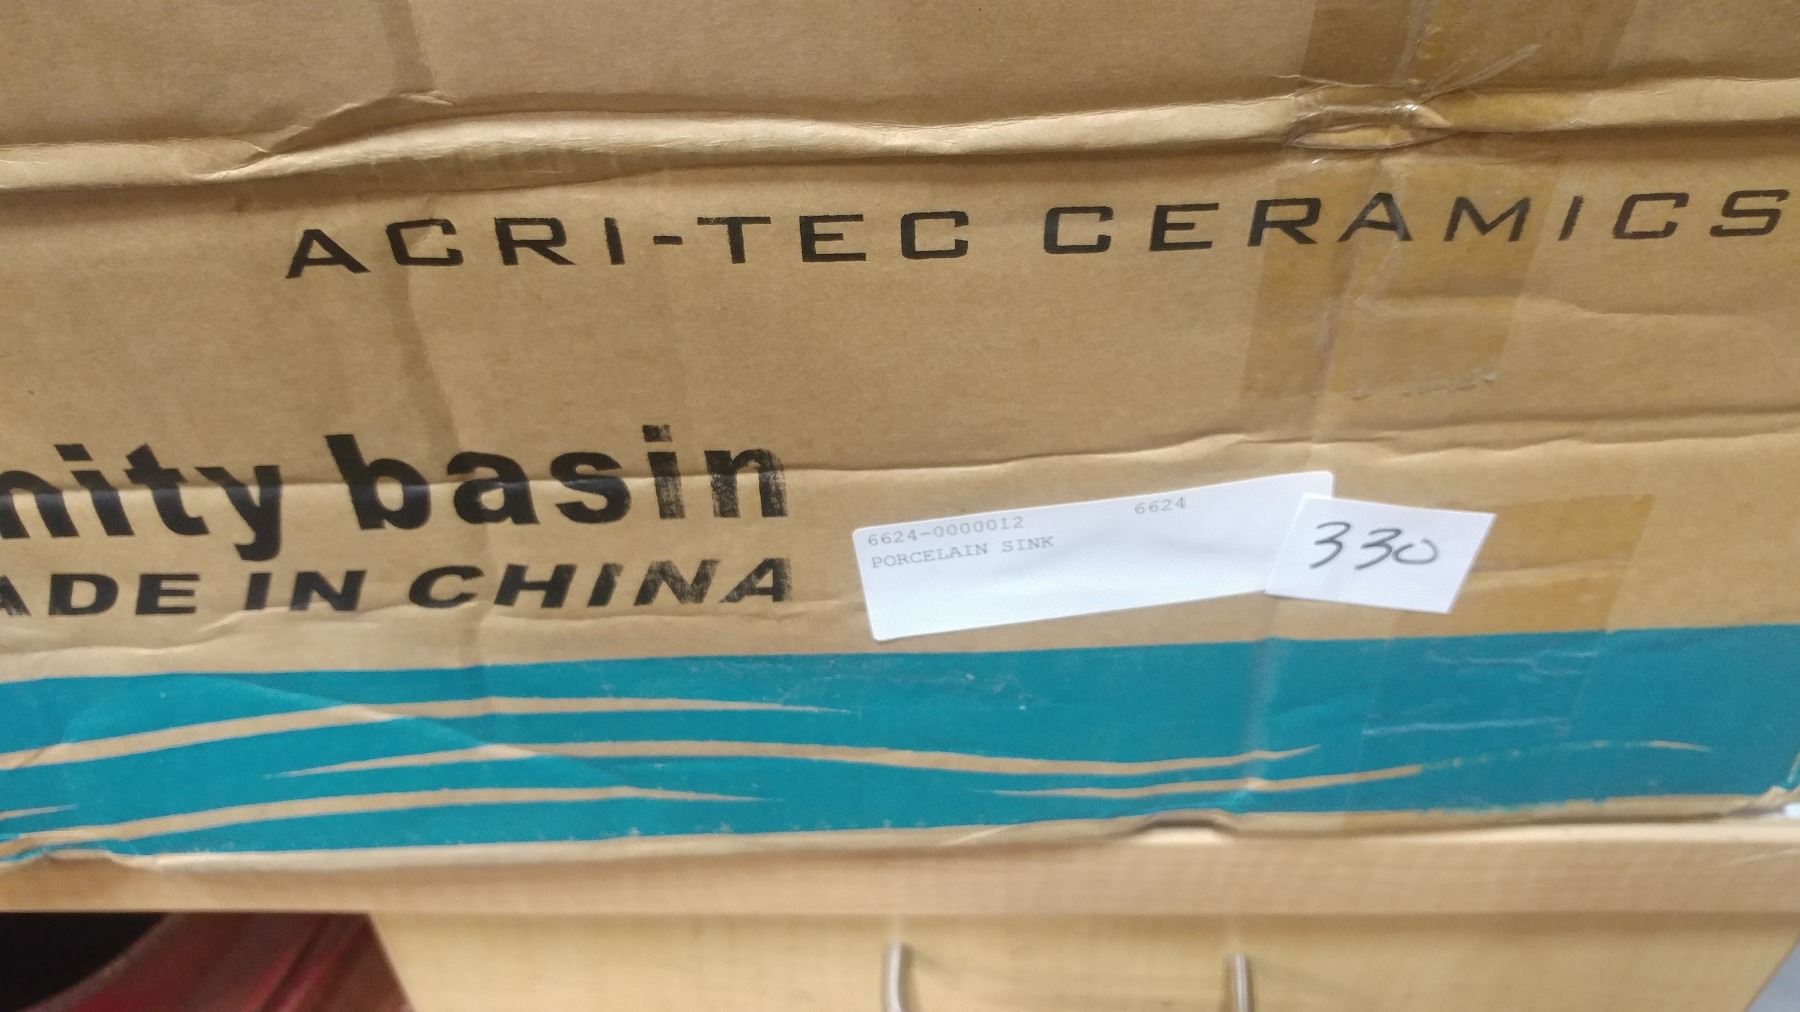 ACRI-TEC CERAMICS
nity basin
ADE IN CHINA
6624-0000012 6624
PORCELAIN SINK
330